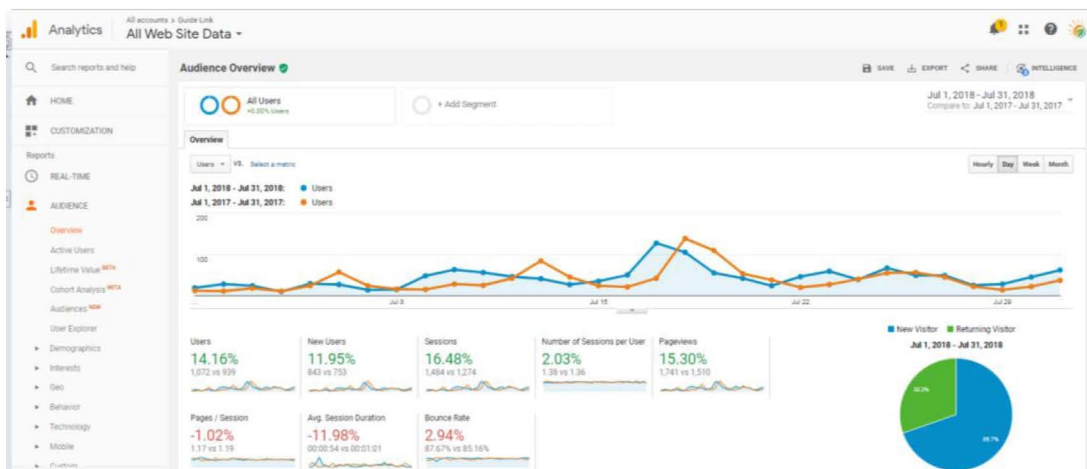 All accounts > Guide Link
Analytics
All Web Site Data
1
Search reports and help
Audience Overview
SAVE
EXPORT
SHARE
INTELLIGENCE
HOME
CUSTOMIZATION
Reports
REAL-TIME
AUDIENCE
Overview
Active Users
Lifetime Value BETA
Cohort Analysis BETA
Audiences NEW
User Explorer
Demographics
Interests
Geo
Behavior
Technology
Mobile
Custom
All Users
+0.00% Users
+ Add Segment
Jul 1, 2018 - Jul 31, 2018
Compare to: Jul 1, 2017 - Jul 31, 2017
Overview
Users VS. Select a metric
Hourly Day Week Month
Jul 1, 2018 - Jul 31, 2018: Users
Jul 1, 2017 - Jul 31, 2017: Users
200
100
... Jul 8 Jul 15 Jul 22 Jul 29
Users
14.16%
1,072 vs 939
New Users
11.95%
843 vs 753
Sessions
16.48%
1,484 vs 1,274
Number of Sessions per User
2.03%
1.38 vs 1.36
Pageviews
15.30%
1,741 vs 1,510
Pages / Session
-1.02%
1.17 vs 1.19
Avg. Session Duration
-11.98%
00:00:54 vs 00:01:01
Bounce Rate
2.94%
87.67% vs 85.16%
New Visitor Returning Visitor
Jul 1, 2018 - Jul 31, 2018
30.3%
69.7%